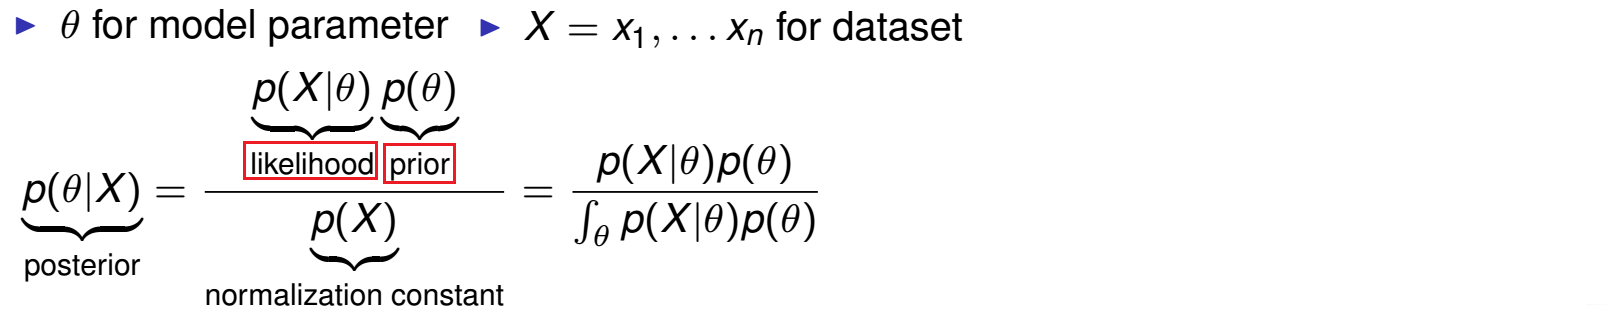 ▶ θ for model parameter ▶ X = x₁, … xₙ for dataset
p(X|θ) p(θ)
likelihood prior
p(θ|X) = = p(X|θ)p(θ)
p(X) ∫θ p(X|θ)p(θ)
posterior
normalization constant